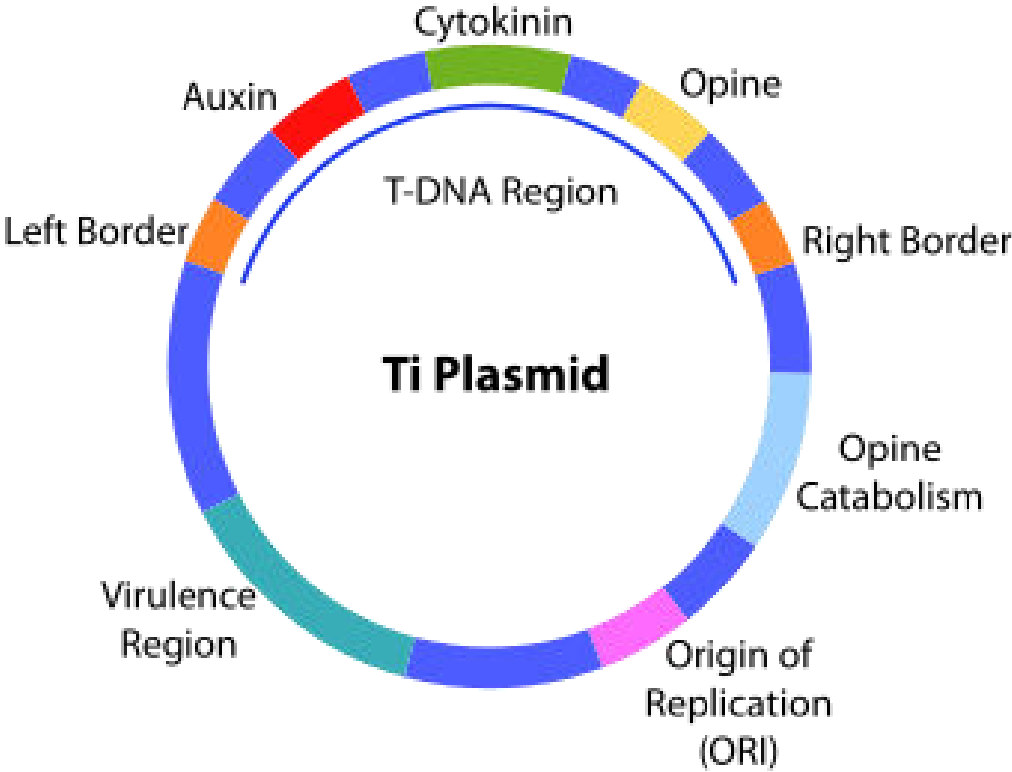 Cytokinin
Auxin
Opine
T-DNA Region
Left Border
Right Border
Ti Plasmid
Opine
Catabolism
Virulence
Region
Origin of
Replication
(ORI)